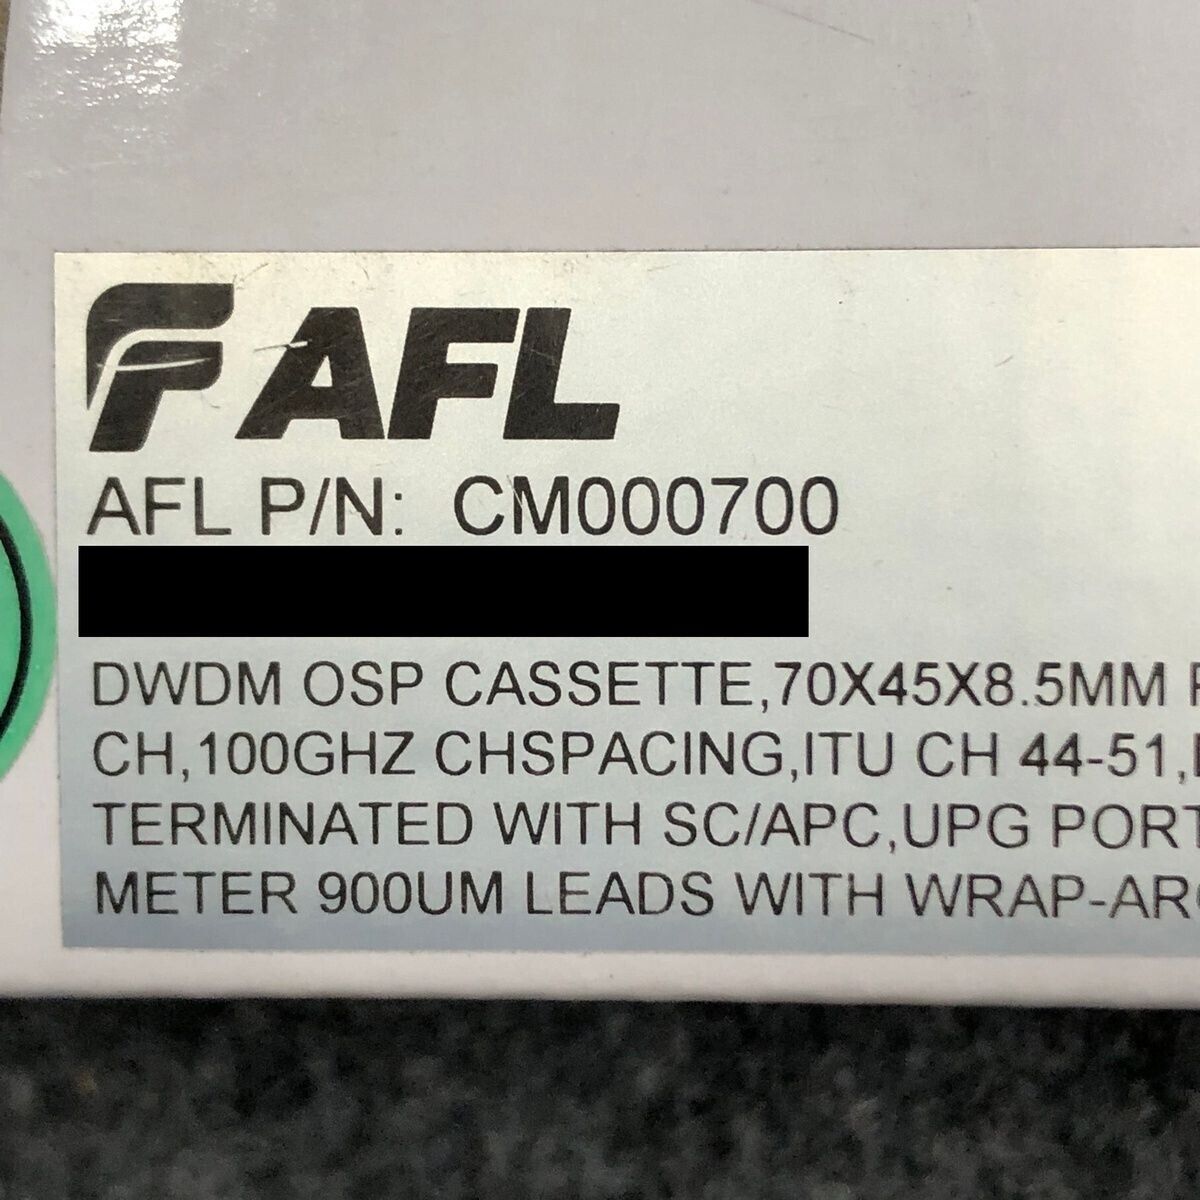 AFL
AFL P/N: CM000700
DWDM OSP CASSETTE,70X45X8.5MM
CH,100GHZ CHSPACING,ITU CH 44-51,
TERMINATED WITH SC/APC,UPG PORT
METER 900UM LEADS WITH